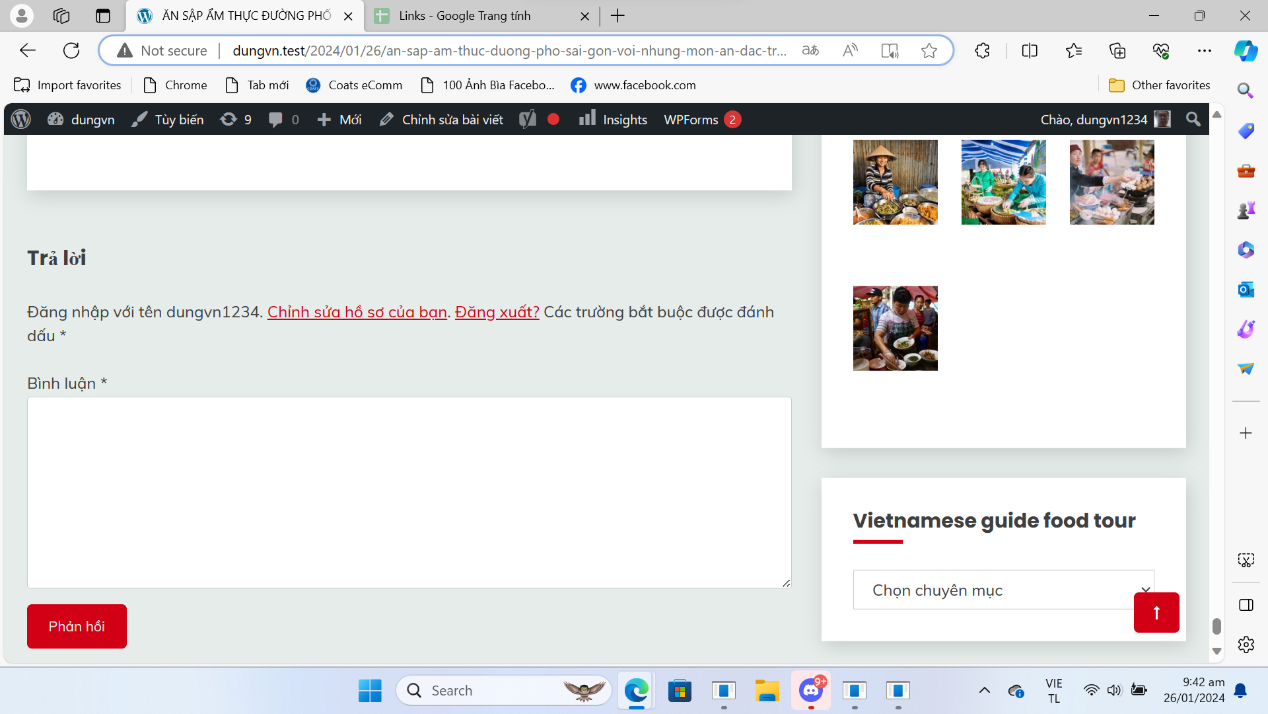 ĂN SẬP ẨM THỰC ĐƯỜNG PHỐ
Links - Google Trang tính
Not secure
dungvn.test/2024/01/26/an-sap-am-thuc-duong-pho-sai-gon-voi-nhung-mon-an-dac-tr...
Import favorites
Chrome
Tab mới
Coats eComm
100 Ảnh Bìa Facebo...
www.facebook.com
Other favorites
dungvn
Tùy biến
9
0
Mới
Chỉnh sửa bài viết
Insights
WPForms 2
Chào, dungvn1234
Trả lời
Đăng nhập với tên dungvn1234. Chỉnh sửa hồ sơ của bạn. Đăng xuất? Các trường bắt buộc được đánh
dấu *
Bình luận *
Phản hồi
Vietnamese guide food tour
Chọn chuyên mục
Search
9+
VIE
TL
9:42 am
26/01/2024